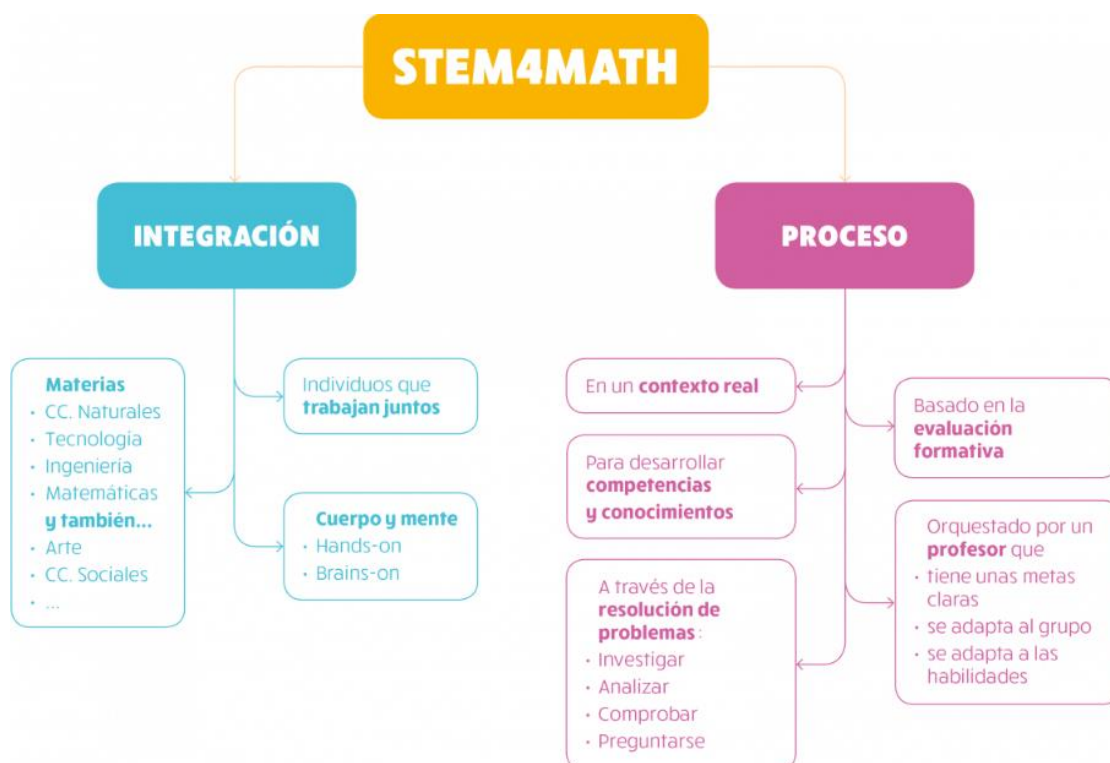 STEM4MATH
INTEGRACIÓN
Materias
• CC. Naturales
• Tecnología
• Ingeniería
• Matemáticas
y también...
• Arte
• CC. Sociales
• ...
Individuos que
trabajan juntos
Cuerpo y mente
• Hands-on
• Brains-on
PROCESO
En un contexto real
Para desarrollar
competencias
y conocimientos
A través de la
resolución de
problemas:
• Investigar
• Analizar
• Comprobar
• Preguntarse
Basado en la
evaluación
formativa
Orquestado por un
profesor que
• tiene unas metas
claras
• se adapta al grupo
• se adapta a las
habilidades